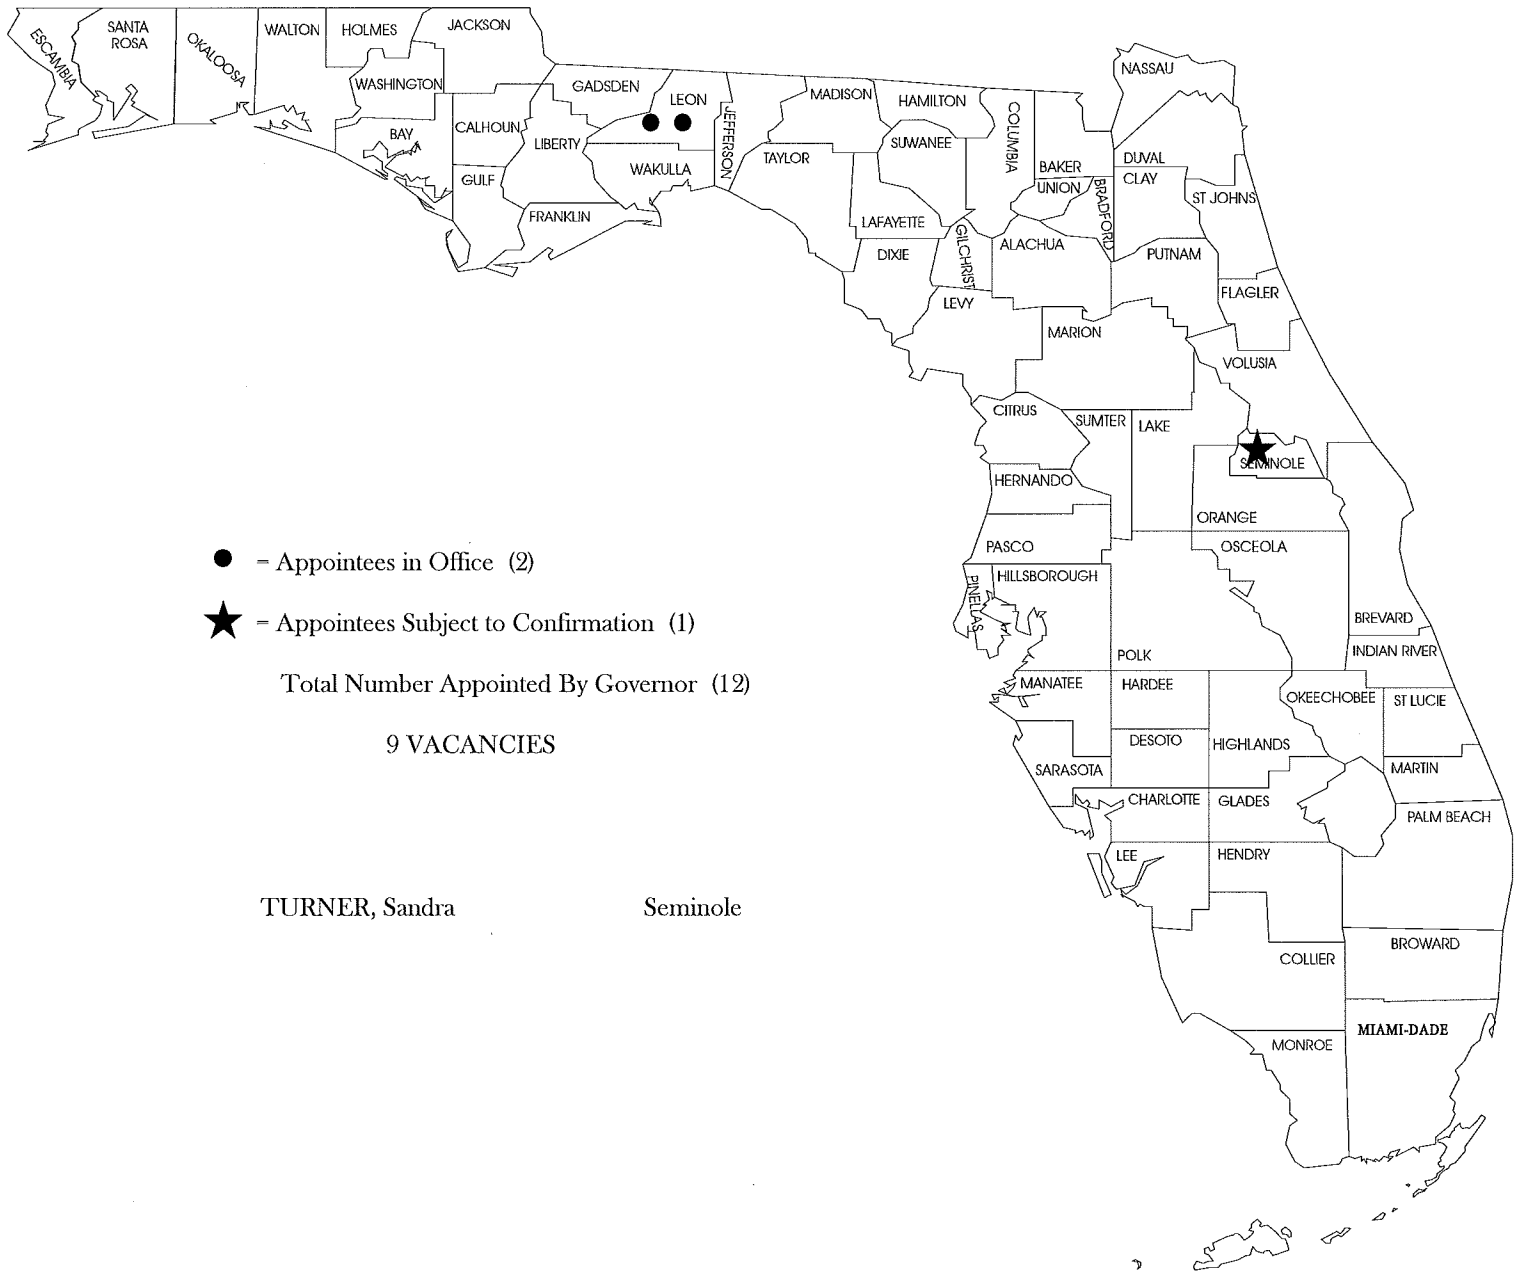 ESCAMBIA
SANTA
ROSA
OKALOOSA
WALTON
HOLMES
JACKSON
WASHINGTON
BAY
CALHOUN
GULF
GADSDEN
LIBERTY
FRANKLIN
LEON
WAKULLA
JEFFERSON
MADISON
TAYLOR
HAMILTON
SUWANEE
LAFAYETTE
DIXIE
COLUMBIA
GILCHRIST
LEVY
NASSAU
BAKER
UNION
BRADFORD
ALACHUA
DUVAL
CLAY
ST JOHNS
PUTNAM
FLAGLER
MARION
VOLUSIA
CITRUS
SUMTER
LAKE
SEMINOLE
HERNANDO
ORANGE
PASCO
OSCEOLA
PINELLAS
HILLSBOROUGH
POLK
BREVARD
INDIAN RIVER
MANATEE
HARDEE
OKEECHOBEE
ST LUCIE
DESOTO
HIGHLANDS
SARASOTA
MARTIN
CHARLOTTE
GLADES
PALM BEACH
LEE
HENDRY
BROWARD
COLLIER
MIAMI-DADE
MONROE
= Appointees in Office (2)
= Appointees Subject to Confirmation (1)
Total Number Appointed By Governor (12)
9 VACANCIES
TURNER, Sandra Seminole